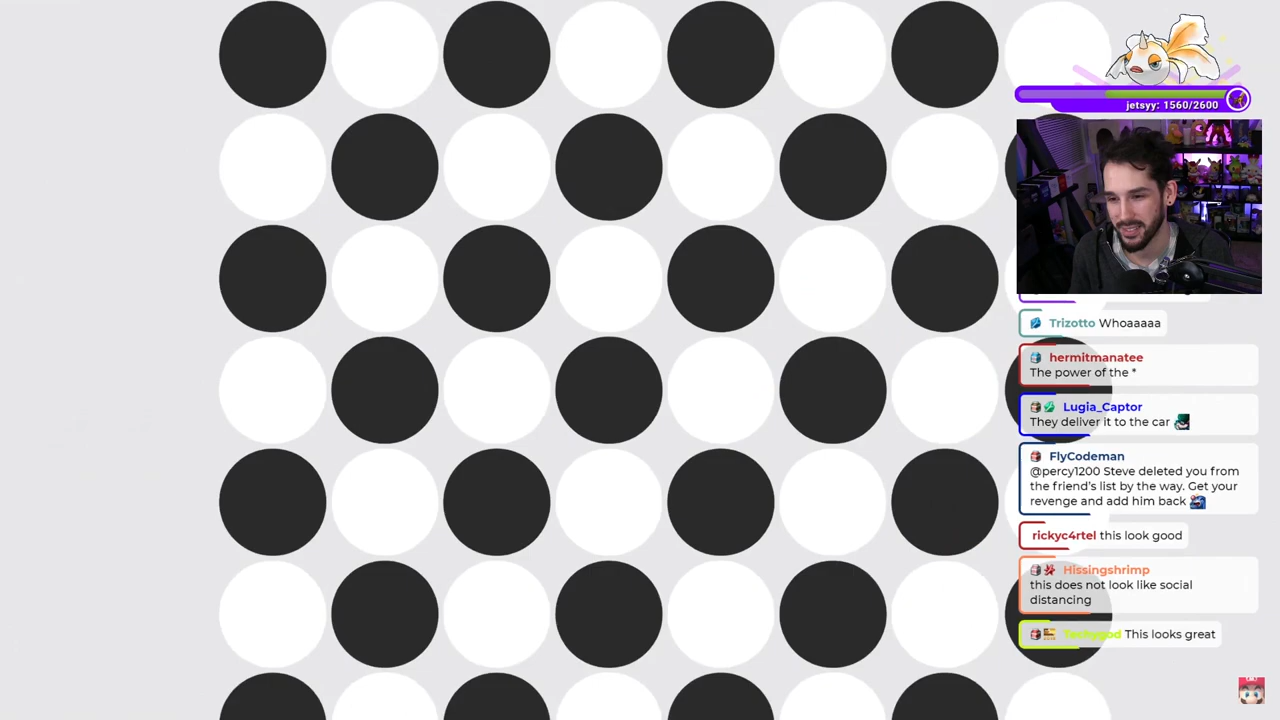 jetsyy: 1560/2600
Trizotto Whoaaaaa
hermitmanatee
The power of the *
Lugia_Captor
They deliver it to the car
FlyCodeman
@percy1200 Steve deleted you from
the friend's list by the way. Get your
revenge and add him back
rickyc4rtel this look good
Hissingshrimp
this does not look like social
distancing
This looks great